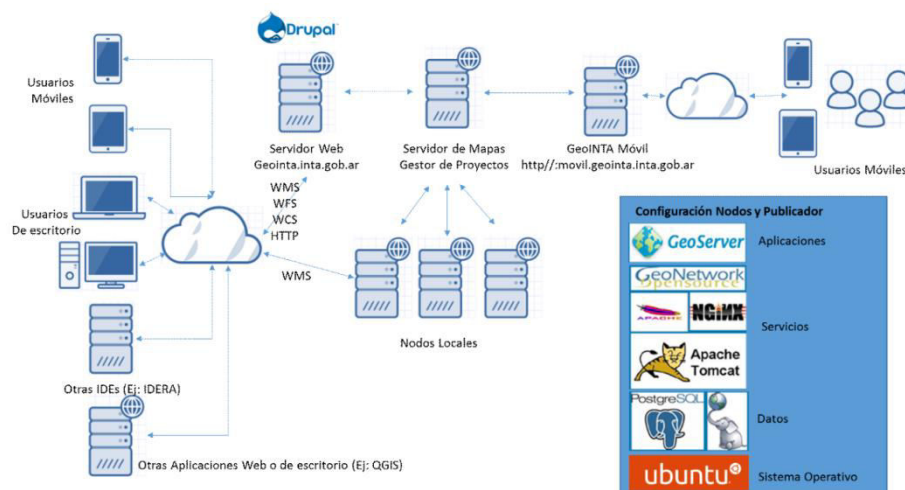 Drupal
Usuarios
Móviles
Servidor Web
Geointa.inta.gob.ar
Servidor de Mapas
Gestor de Proyectos
GeoINTA Móvil
http//:movil.geointa.inta.gob.ar
Usuarios Móviles
WMS
WFS
WCS
HTTP
Usuarios
De escritorio
WMS
Nodos Locales
Otras IDEs (Ej: IDERA)
Otras Aplicaciones Web o de escritorio (Ej: QGIS)
Configuración Nodos y Publicador
GeoServer
Aplicaciones
GeoNetwork
Opensource
APACHE
NGiNX
Servicios
Apache
Tomcat
PostgreSQL
Datos
ubuntu
Sistema Operativo